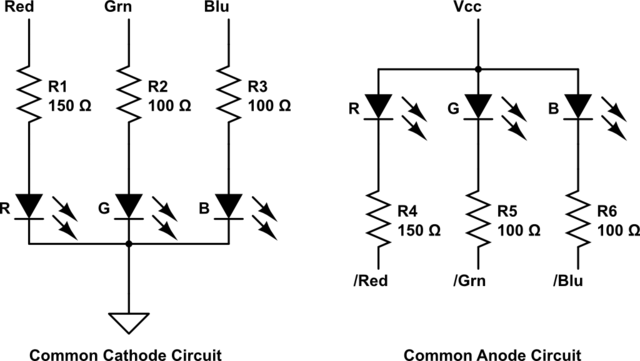 Red Grn Blu
R1
150 Ω
R2
100 Ω
R3
100 Ω
R G B
Common Cathode Circuit
Vcc
R G B
R4
150 Ω
R5
100 Ω
R6
100 Ω
/Red /Grn /Blu
Common Anode Circuit